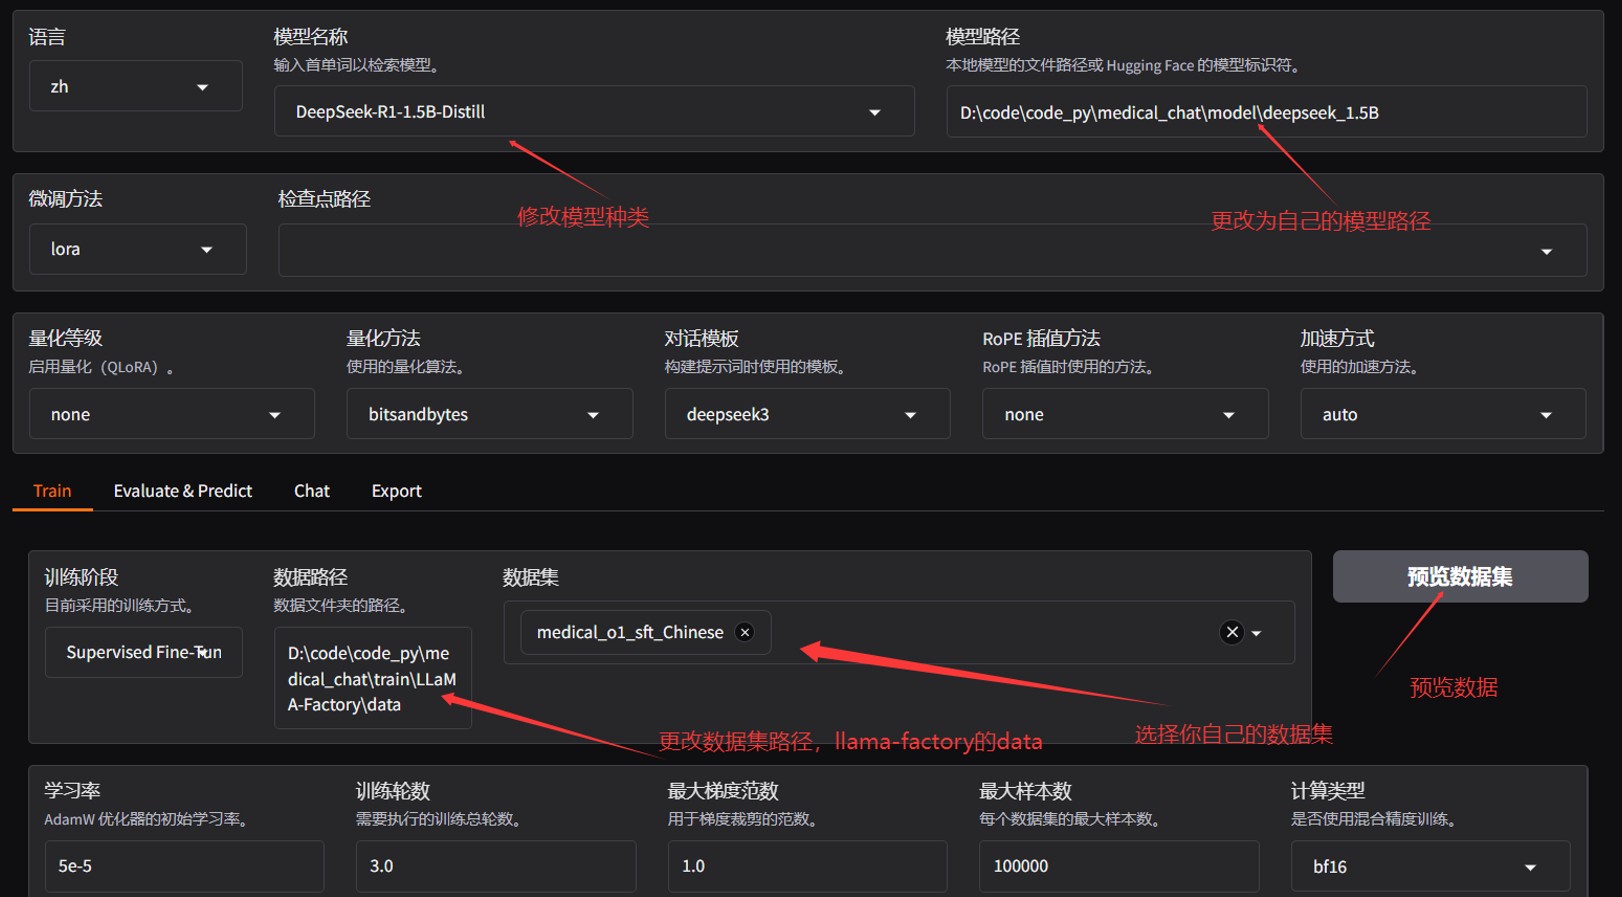 语言
模型名称
模型路径
输入首单词以检索模型。
本地模型的文件路径或 Hugging Face 的模型标识符。
zh
DeepSeek-R1-1.5B-Distill
D:\code\code_py\medical_chat\model\deepseek_1.5B
修改模型种类
更改为自己的模型路径
微调方法
检查点路径
lora
量化等级
量化方法
对话模板
RoPE 插值方法
加速方式
启用量化（QLoRA）。
使用的量化算法。
构建提示词时使用的模板。
RoPE 插值时使用的方法。
使用的加速方法。
none
bitsandbytes
deepseek3
none
auto
Train
Evaluate & Predict
Chat
Export
训练阶段
数据路径
数据集
预览数据集
目前采用的训练方式。
数据文件夹的路径。
Supervised Fine-Tun
D:\code\code_py\me
dical_chat\train\LLaM
A-Factory\data
medical_o1_sft_Chinese
预览数据
更改数据集路径，llama-factory的data
选择你自己的数据集
学习率
训练轮数
最大梯度范数
最大样本数
计算类型
AdamW 优化器的初始学习率。
需要执行的训练总轮数。
用于梯度裁剪的范数。
每个数据集的最大样本数。
是否使用混合精度训练。
5e-5
3.0
1.0
100000
bf16